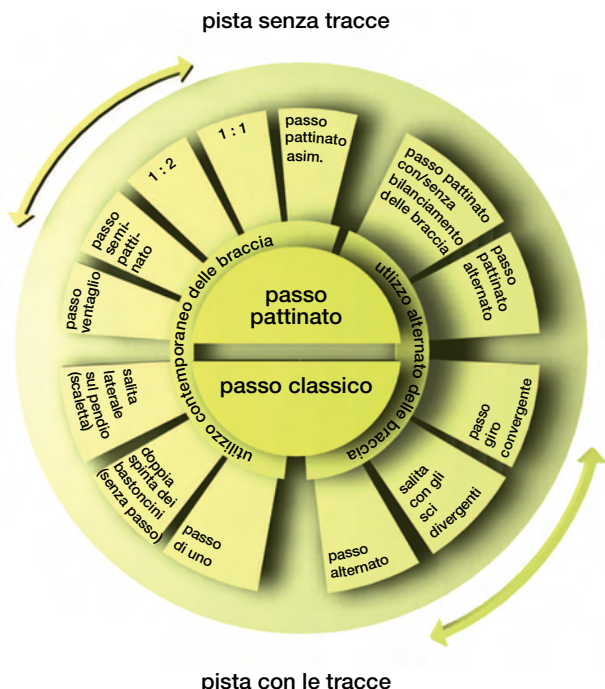 pista senza tracce
passo
ventaglio
passo
semi-
patti-
nato
1 : 2
1 : 1
passo
pattinato
asim.
passo pattinato
con/senza
bilanciamento
delle braccia
passo
pattinato
alternato
utilizzo contemporaneo delle braccia
utlizzo alternato delle braccia
passo
pattinato
passo classico
salita
laterale
sul pendio
(scaletta)
doppia
spinta dei
bastoncini
(senza passo)
passo
di uno
passo
alternato
salita
con gli
sci
divergenti
passo
giro
convergente
pista con le tracce